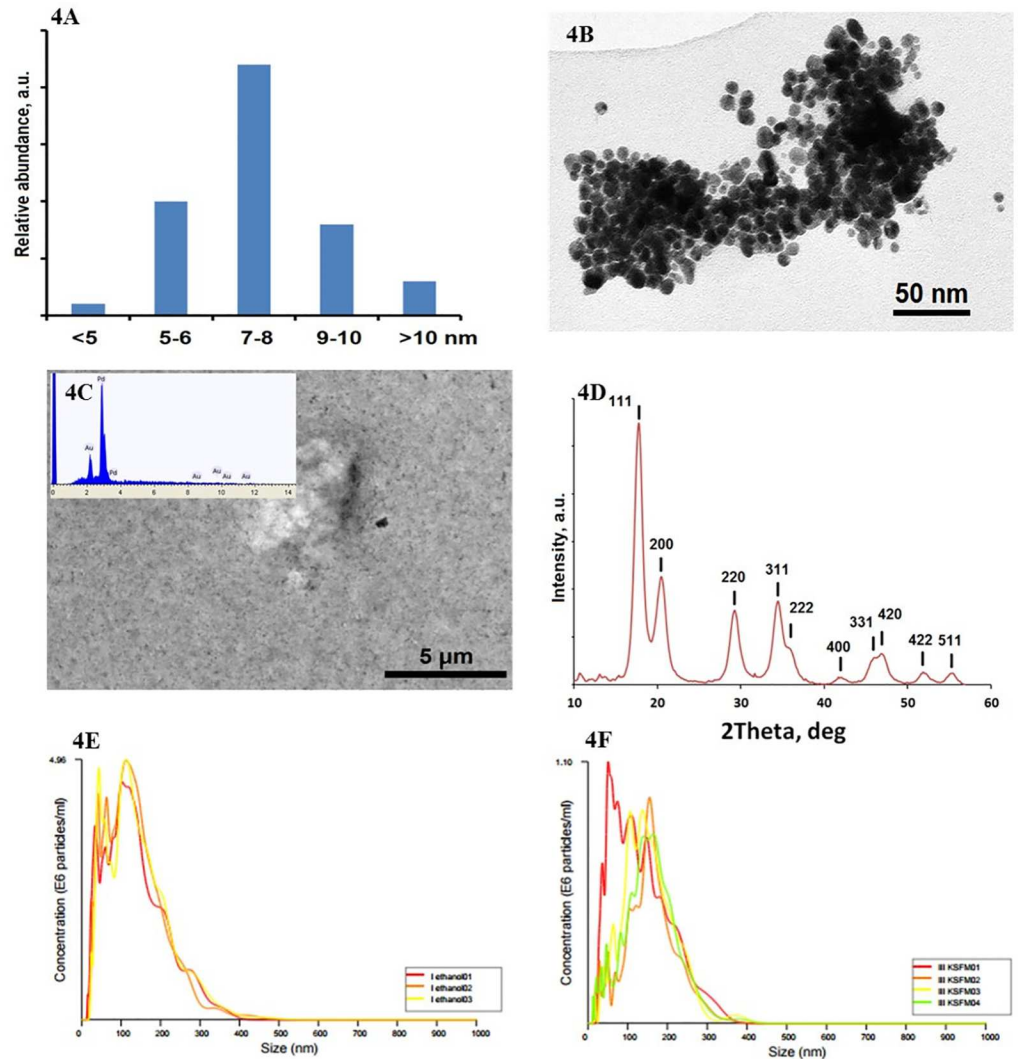 4A
Relative abundance, a.u.
<5 5-6 7-8 9-10 >10 nm
4B
50 nm
4C
Pd
Au
Pd
Au Au Au Au
0 2 4 6 8 10 12 14
5 µm
4D
111
200
220
311
222
400
331 420
422 511
Intensity, a.u.
10 20 30 40 50 60
2Theta, deg
4E
4.96
Concentration (E6 particles/ml)
I ethanol01
I ethanol02
I ethanol03
0 100 200 300 400 500 600 700 800 900 1000
Size (nm)
4F
1.10
Concentration (E6 particles/ml)
III KSFM01
III KSFM02
III KSFM03
III KSFM04
0 100 200 300 400 500 600 700 800 900 1000
Size (nm)